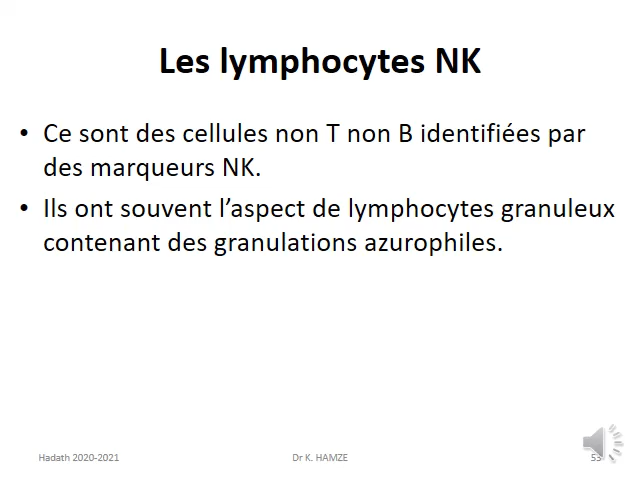 Les lymphocytes NK
• Ce sont des cellules non T non B identifiées par
des marqueurs NK.
• Ils ont souvent l’aspect de lymphocytes granuleux
contenant des granulations azurophiles.
Hadath 2020-2021
Dr K. HAMZE
53